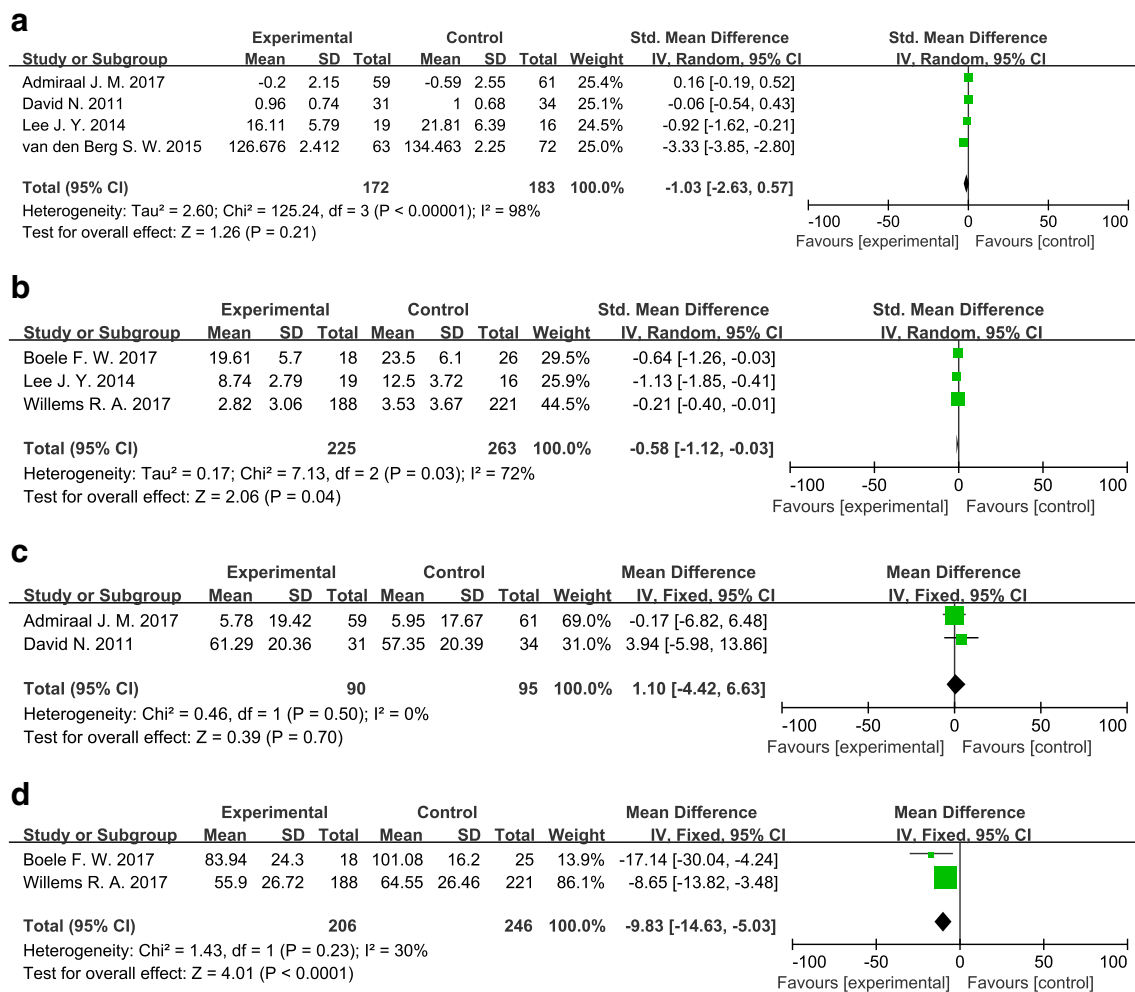 a
Experimental Control Std. Mean Difference Std. Mean Difference
Study or Subgroup Mean SD Total Mean SD Total Weight IV, Random, 95% CI IV, Random, 95% CI
Admiraal J. M. 2017 -0.2 2.15 59 -0.59 2.55 61 25.4% 0.16 [-0.19, 0.52]
David N. 2011 0.96 0.74 31 1 0.68 34 25.1% -0.06 [-0.54, 0.43]
Lee J. Y. 2014 16.11 5.79 19 21.81 6.39 16 24.5% -0.92 [-1.62, -0.21]
van den Berg S. W. 2015 126.676 2.412 63 134.463 2.25 72 25.0% -3.33 [-3.85, -2.80]
Total (95% CI) 172 183 100.0% -1.03 [-2.63, 0.57]
Heterogeneity: Tau² = 2.60; Chi² = 125.24, df = 3 (P < 0.00001); I² = 98%
Test for overall effect: Z = 1.26 (P = 0.21)
-100 -50 0 50 100
Favours [experimental] Favours [control]
b
Experimental Control Std. Mean Difference Std. Mean Difference
Study or Subgroup Mean SD Total Mean SD Total Weight IV, Random, 95% CI IV, Random, 95% CI
Boele F. W. 2017 19.61 5.7 18 23.5 6.1 26 29.5% -0.64 [-1.26, -0.03]
Lee J. Y. 2014 8.74 2.79 19 12.5 3.72 16 25.9% -1.13 [-1.85, -0.41]
Willems R. A. 2017 2.82 3.06 188 3.53 3.67 221 44.5% -0.21 [-0.40, -0.01]
Total (95% CI) 225 263 100.0% -0.58 [-1.12, -0.03]
Heterogeneity: Tau² = 0.17; Chi² = 7.13, df = 2 (P = 0.03); I² = 72%
Test for overall effect: Z = 2.06 (P = 0.04)
-100 -50 0 50 100
Favours [experimental] Favours [control]
c
Experimental Control Mean Difference Mean Difference
Study or Subgroup Mean SD Total Mean SD Total Weight IV, Fixed, 95% CI IV, Fixed, 95% CI
Admiraal J. M. 2017 5.78 19.42 59 5.95 17.67 61 69.0% -0.17 [-6.82, 6.48]
David N. 2011 61.29 20.36 31 57.35 20.39 34 31.0% 3.94 [-5.98, 13.86]
Total (95% CI) 90 95 100.0% 1.10 [-4.42, 6.63]
Heterogeneity: Chi² = 0.46, df = 1 (P = 0.50); I² = 0%
Test for overall effect: Z = 0.39 (P = 0.70)
-100 -50 0 50 100
Favours [experimental] Favours [control]
d
Experimental Control Mean Difference Mean Difference
Study or Subgroup Mean SD Total Mean SD Total Weight IV, Fixed, 95% CI IV, Fixed, 95% CI
Boele F. W. 2017 83.94 24.3 18 101.08 16.2 25 13.9% -17.14 [-30.04, -4.24]
Willems R. A. 2017 55.9 26.72 188 64.55 26.46 221 86.1% -8.65 [-13.82, -3.48]
Total (95% CI) 206 246 100.0% -9.83 [-14.63, -5.03]
Heterogeneity: Chi² = 1.43, df = 1 (P = 0.23); I² = 30%
Test for overall effect: Z = 4.01 (P < 0.0001)
-100 -50 0 50 100
Favours [experimental] Favours [control]